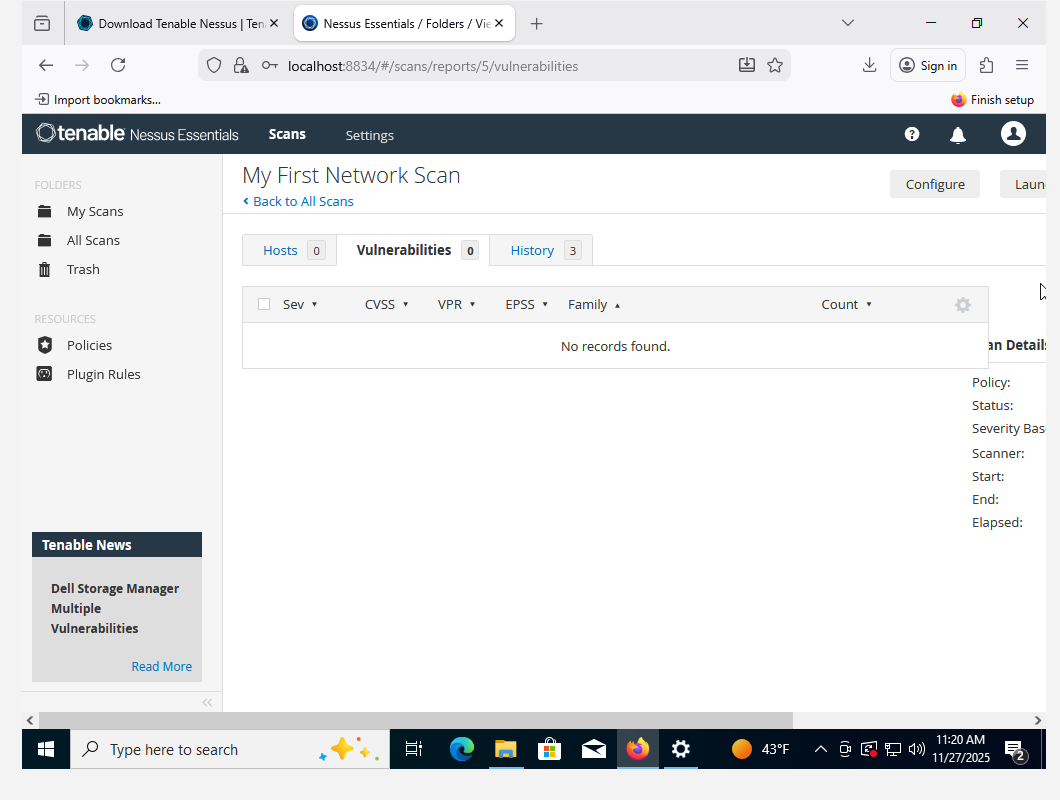 Download Tenable Nessus | Ten
Nessus Essentials / Folders / Vie
localhost:8834/#/scans/reports/5/vulnerabilities
Sign in
Import bookmarks...
Finish setup
tenable Nessus Essentials
Scans
Settings
FOLDERS
My Scans
All Scans
Trash
RESOURCES
Policies
Plugin Rules
Tenable News
Dell Storage Manager
Multiple
Vulnerabilities
Read More
My First Network Scan
Back to All Scans
Configure
Laun
Hosts 0
Vulnerabilities 0
History 3
Sev CVSS VPR EPSS Family Count
No records found.
an Details
Policy:
Status:
Severity Bas
Scanner:
Start:
End:
Elapsed:
Type here to search
43°F
11:20 AM
11/27/2025
2